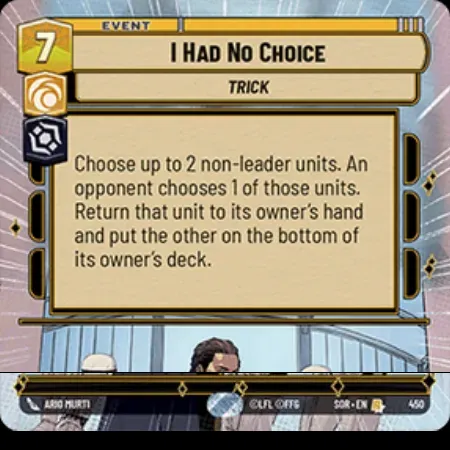 7
EVENT
I HAD NO CHOICE
TRICK
Choose up to 2 non-leader units. An
opponent chooses 1 of those units.
Return that unit to its owner's hand
and put the other on the bottom of
its owner's deck.
ARIO MURTI
©LFL ©FFG
SOR • EN
450